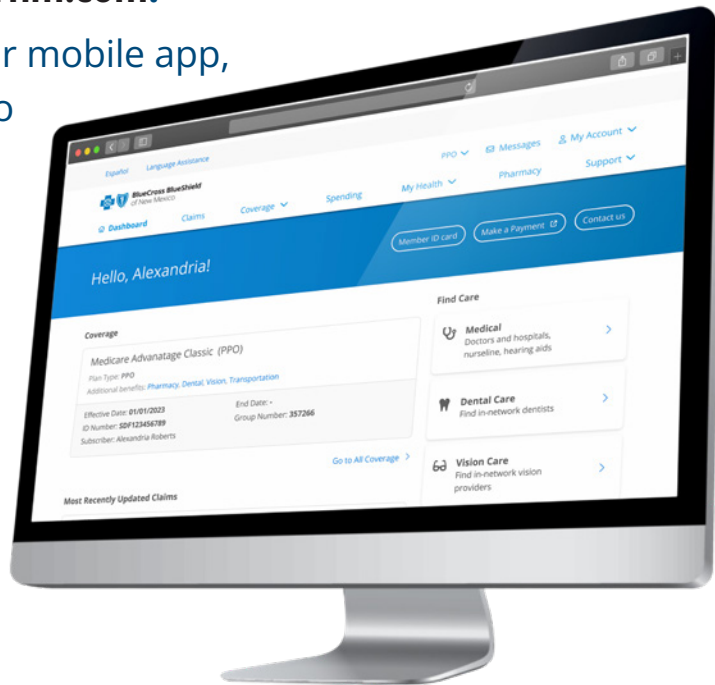 r mobile app,
Español Language Assistance
PPO Messages My Account
BlueCross BlueShield
of New Mexico
Dashboard Claims Coverage Spending My Health Pharmacy Support
Hello, Alexandria!
Member ID card Make a Payment Contact us
Coverage
Medicare Advanatage Classic (PPO)
Plan Type: PPO
Additional benefits: Pharmacy, Dental, Vision, Transportation
Effective Date: 01/01/2023 End Date: -
ID Number: SDF123456789 Group Number: 357266
Subscriber: Alexandria Roberts
Go to All Coverage
Most Recently Updated Claims
Find Care
Medical
Doctors and hospitals,
nurseline, hearing aids
Dental Care
Find in-network dentists
Vision Care
Find in-network vision
providers